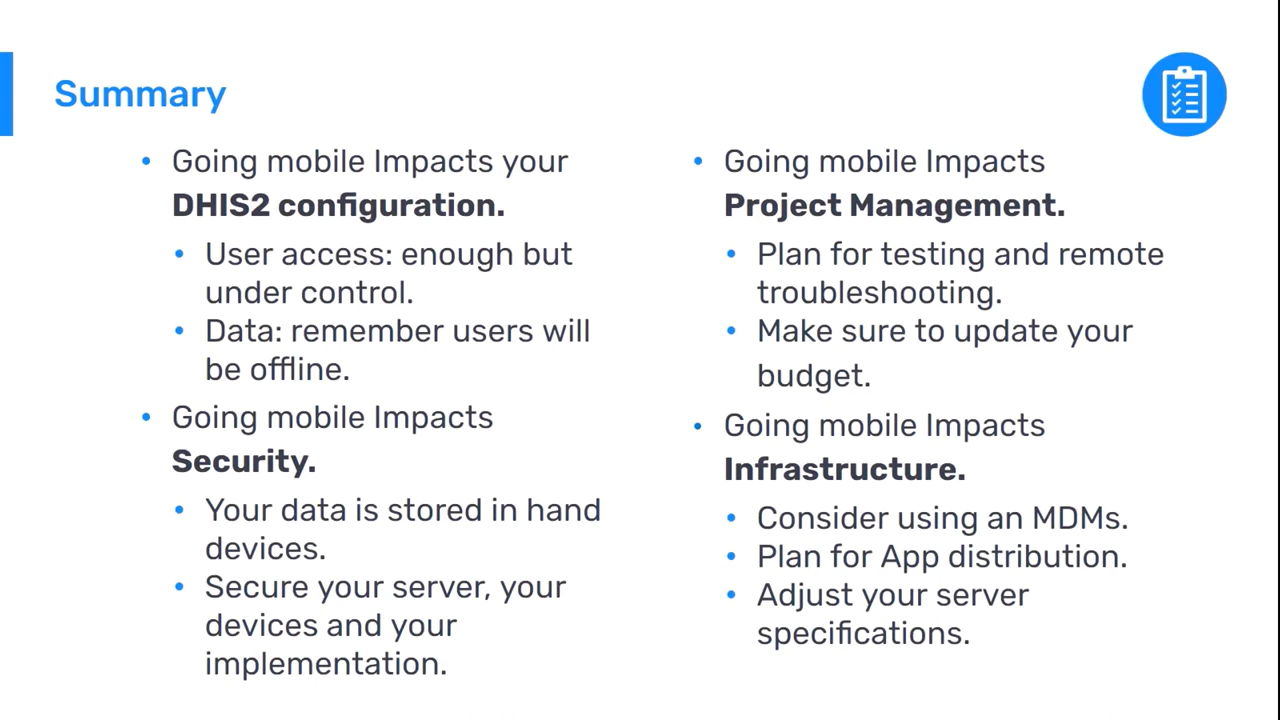 Summary
• Going mobile Impacts your
DHIS2 configuration.
• User access: enough but
under control.
• Data: remember users will
be offline.
• Going mobile Impacts
Security.
• Your data is stored in hand
devices.
• Secure your server, your
devices and your
implementation.
• Going mobile Impacts
Project Management.
• Plan for testing and remote
troubleshooting.
• Make sure to update your
budget.
• Going mobile Impacts
Infrastructure.
• Consider using an MDMs.
• Plan for App distribution.
• Adjust your server
specifications.